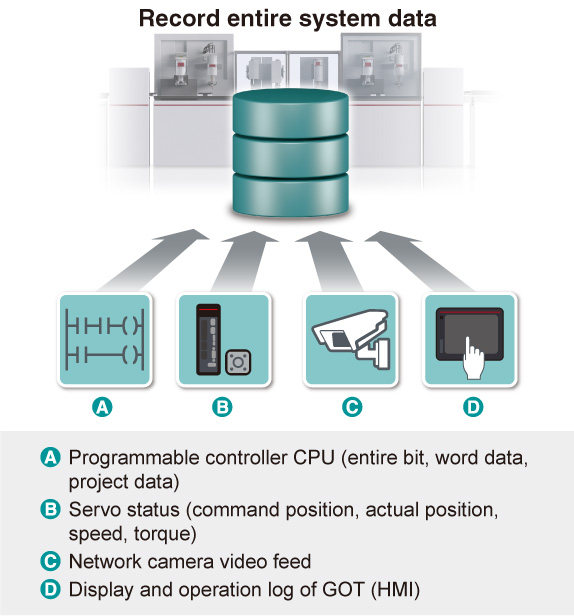 Record entire system data
A
B
C
D
A Programmable controller CPU (entire bit, word data,
project data)
B Servo status (command position, actual position,
speed, torque)
C Network camera video feed
D Display and operation log of GOT (HMI)